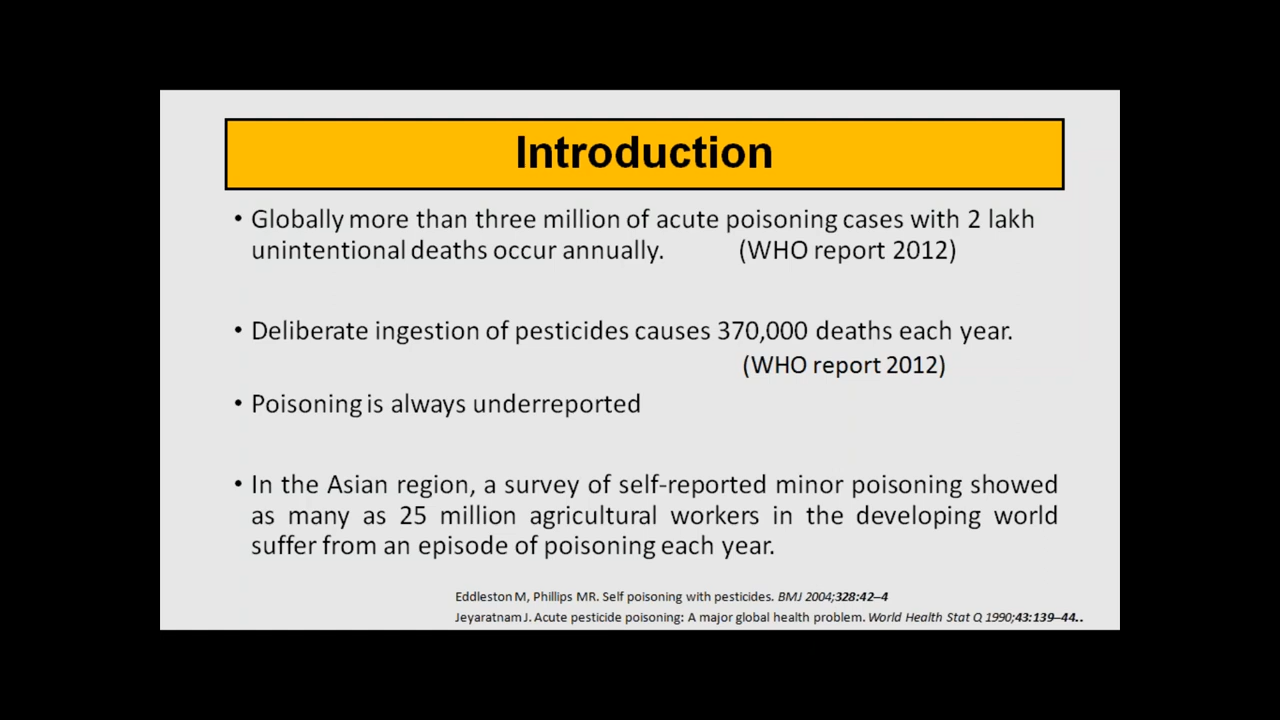 Introduction
• Globally more than three million of acute poisoning cases with 2 lakh
unintentional deaths occur annually. (WHO report 2012)
• Deliberate ingestion of pesticides causes 370,000 deaths each year.
(WHO report 2012)
• Poisoning is always underreported
• In the Asian region, a survey of self-reported minor poisoning showed
as many as 25 million agricultural workers in the developing world
suffer from an episode of poisoning each year.
Eddleston M, Phillips MR. Self poisoning with pesticides. BMJ 2004;328:42–4
Jeyaratnam J. Acute pesticide poisoning: A major global health problem. World Health Stat Q 1990;43:139–44..